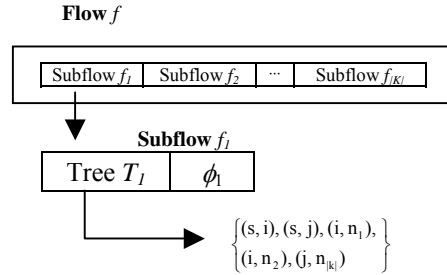 Flow f
Subflow f1 Subflow f2 ... Subflow f|K|
Subflow f1
Tree T1 ϕ1
{(s, i), (s, j), (i, n1),
(i, n2), (j, n|k|)}